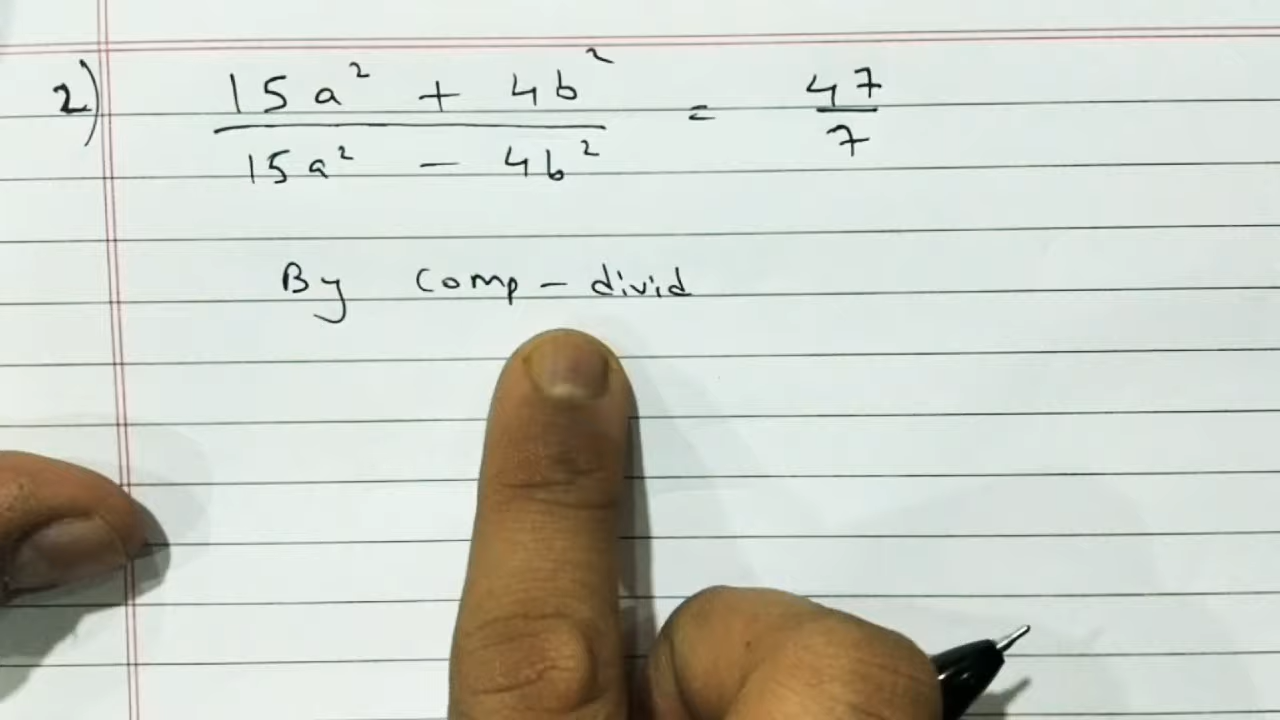 2) 15a² + 4b² / 15a² - 4b² = 47/7
By Comp - divid